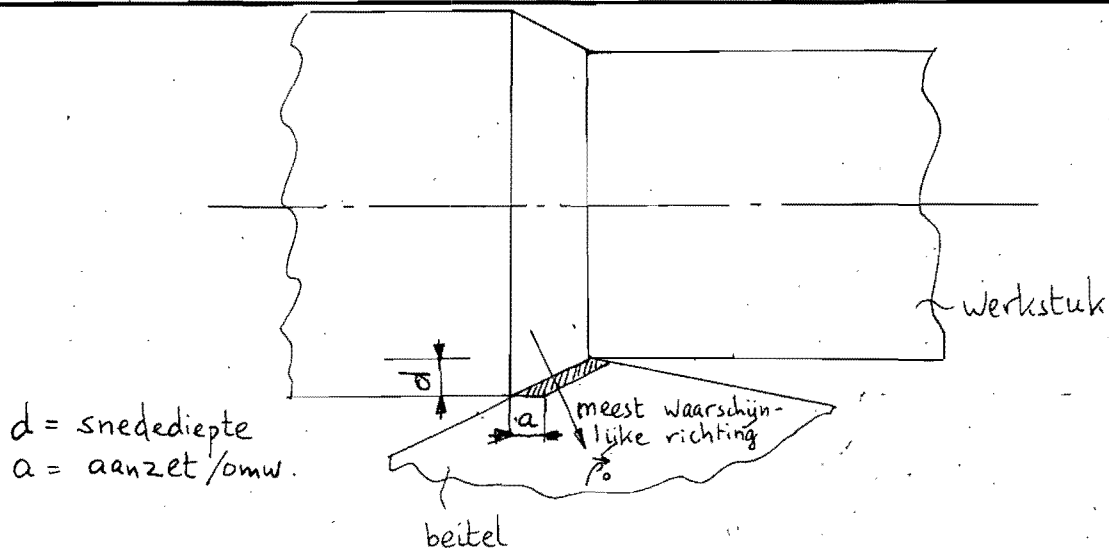 werkstuk
d
a
meest waarschijn-
lijke richting
d = snedediepte
a = aanzet/omw.
beitel